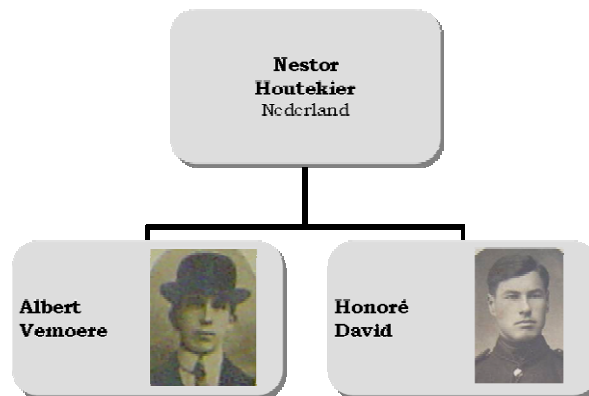 Nestor
Houtekier
Nederland
Albert
Vemoere
Honoré
David